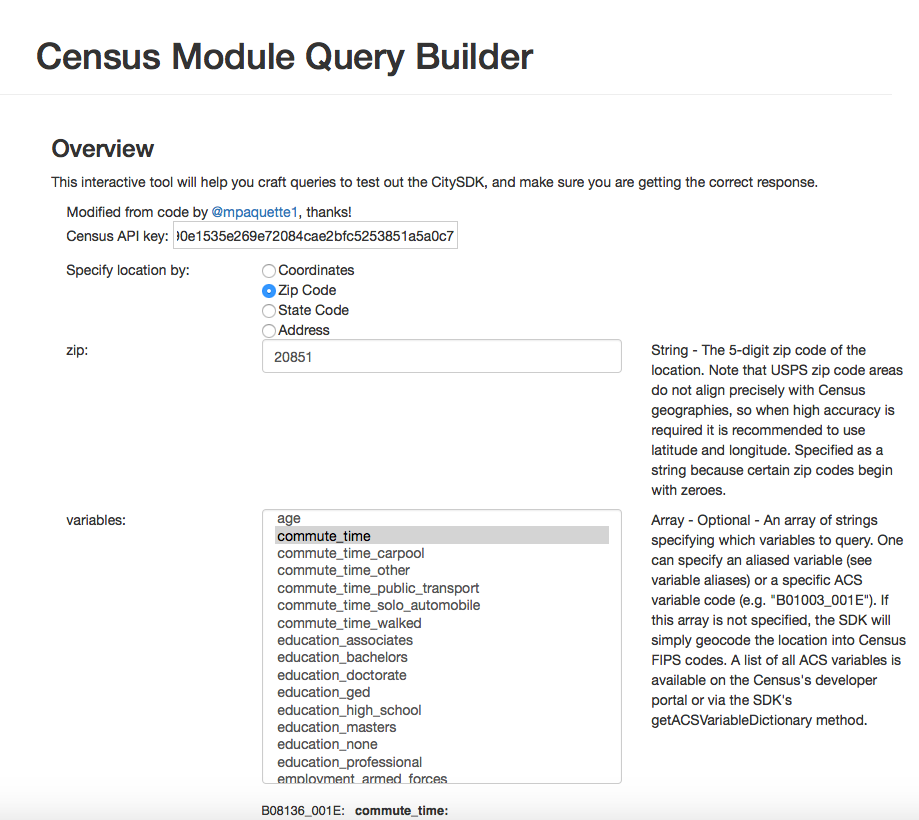 Census Module Query Builder
Overview
This interactive tool will help you craft queries to test out the CitySDK, and make sure you are getting the correct response.
Modified from code by @mpaquette1, thanks!
Census API key: 0e1535e269e72084cae2bfc5253851a5a0c7
Specify location by:
Coordinates
Zip Code
State Code
Address
zip:
20851
String - The 5-digit zip code of the
location. Note that USPS zip code areas
do not align precisely with Census
geographies, so when high accuracy is
required it is recommended to use
latitude and longitude. Specified as a
string because certain zip codes begin
with zeroes.
variables:
age
commute_time
commute_time_carpool
commute_time_other
commute_time_public_transport
commute_time_solo_automobile
commute_time_walked
education_associates
education_bachelors
education_doctorate
education_ged
education_high_school
education_masters
education_none
education_professional
employment_armed_forces
Array - Optional - An array of strings
specifying which variables to query. One
can specify an aliased variable (see
variable aliases) or a specific ACS
variable code (e.g. "B01003_001E"). If
this array is not specified, the SDK will
simply geocode the location into Census
FIPS codes. A list of all ACS variables is
available on the Census's developer
portal or via the SDK's
getACSVariableDictionary method.
B08136_001E: commute_time: